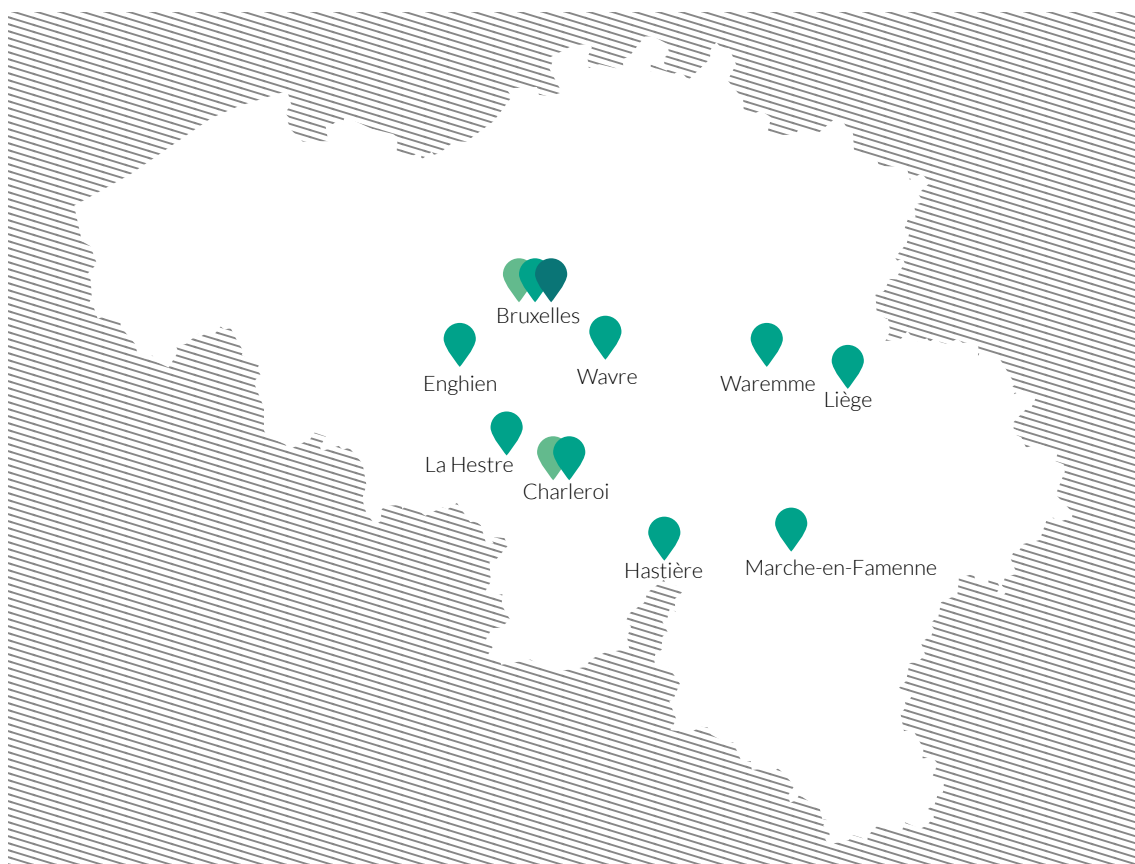 Bruxelles
Enghien
Wavre
Waremme
Liège
La Hestre
Charleroi
Hastière
Marche-en-Famenne